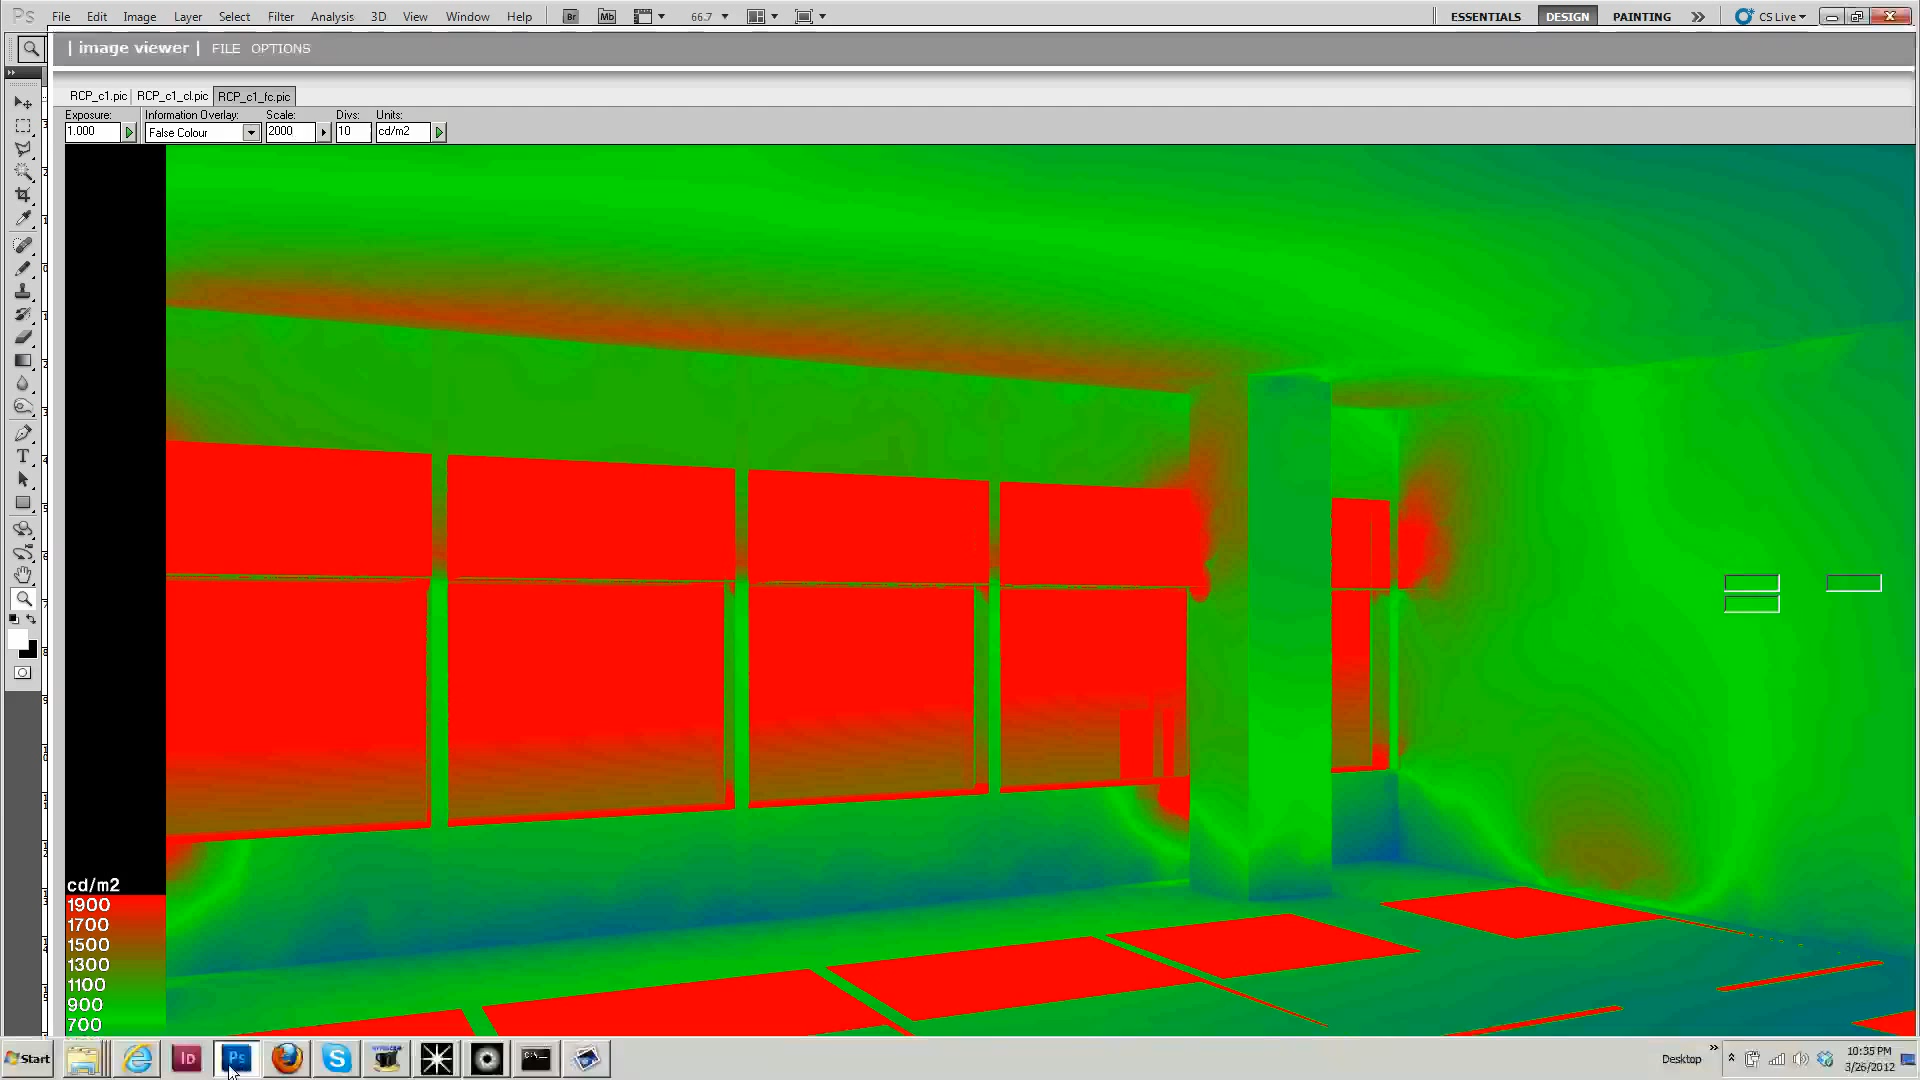 Ps File Edit Image Layer Select Filter Analysis 3D View Window Help Br Mb 66.7 ESSENTIALS DESIGN PAINTING CS Live
| image viewer | FILE OPTIONS
RCP_c1.pic RCP_c1_cl.pic RCP_c1_fc.pic
Exposure: Information Overlay: Scale: Divs: Units:
1.000 False Colour 2000 10 cd/m2
cd/m2
1900
1700
1500
1300
1100
900
700
Start Id Ps Desktop 10:35 PM
3/26/2012